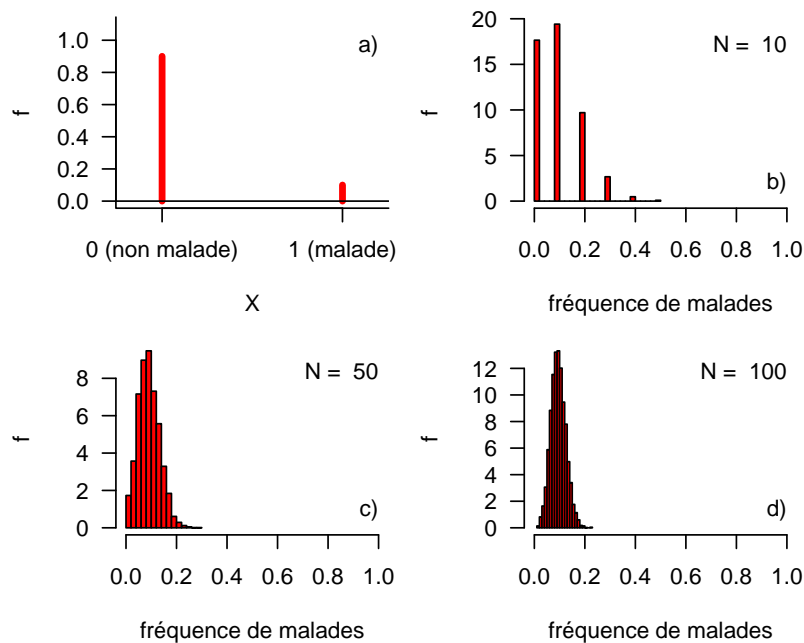 a)
1.0
0.8
0.6
0.4
0.2
0.0
f
0 (non malade)
1 (malade)
X
N = 10
20
15
10
5
0
f
b)
0.0 0.2 0.4 0.6 0.8 1.0
fréquence de malades
N = 50
8
6
4
2
0
f
c)
0.0 0.2 0.4 0.6 0.8 1.0
fréquence de malades
N = 100
12
10
8
6
4
2
0
f
d)
0.0 0.2 0.4 0.6 0.8 1.0
fréquence de malades